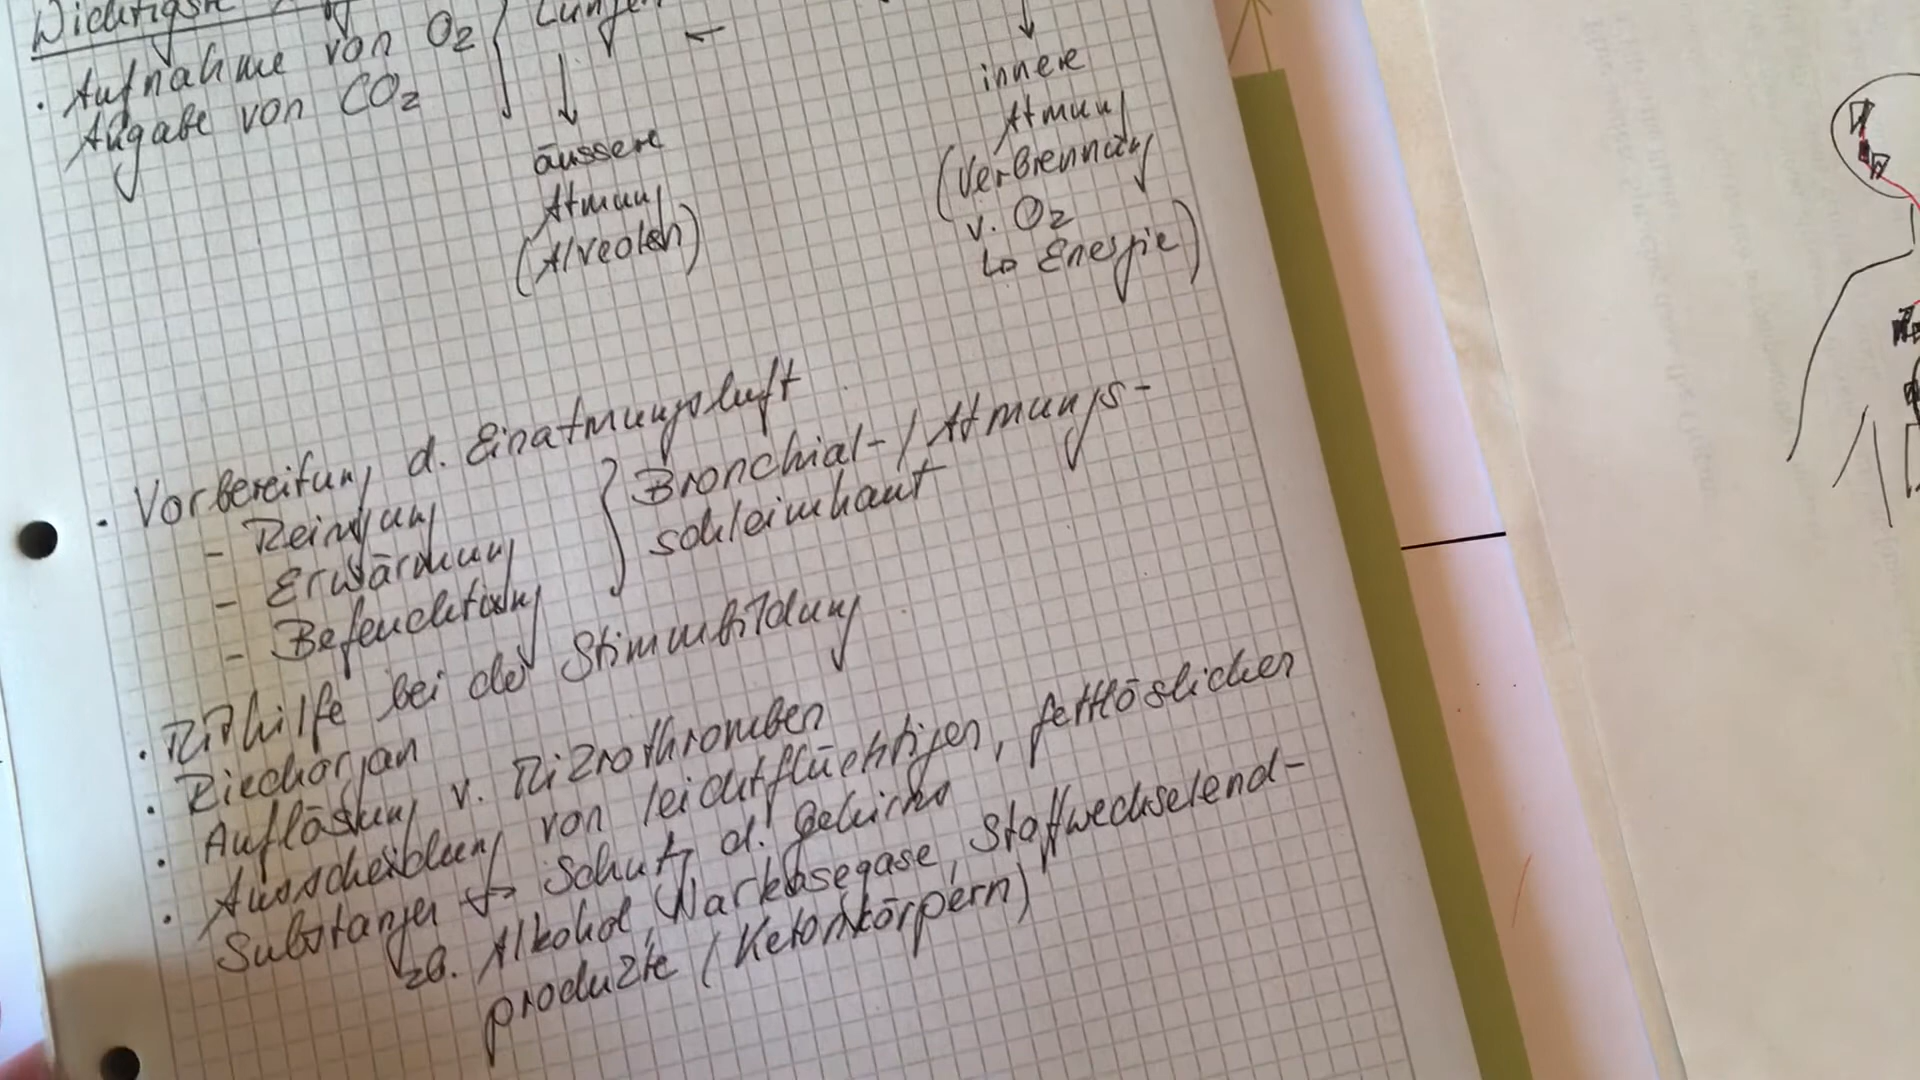 Wichtigste
· Aufnahme von O2 } Lungen
Abgabe von CO2
↓
äussere
Atmung
(Alveolen)
←
↓
innere
Atmung
(Verbrennung
v. O2
↳ Energie)
· Vorbereitung d. Einatmungsluft
- Reinigung } Bronchial-/Atmungs-
- Erwärmung schleimhaut
- Befeuchtung
· Mithilfe bei der Stimmbildung
· Riechorgan
· Auflösung v. Mikrothromben
· Ausscheidung von leichtflüchtigen, fettlöslichen
Substanzen → Schutz d. Gehirns
zB. Alkohol, Narkosegase, Stoffwechselend-
produkte (Ketonkörpern)